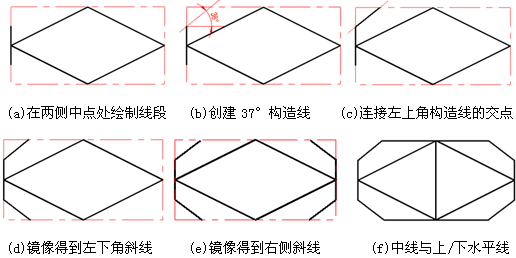 (a)在两侧中点处绘制线段
(b)创建 37° 构造线
(c)连接左上角构造线的交点
(d)镜像得到左下角斜线
(e)镜像得到右侧斜线
(f)中线与上/下水平线